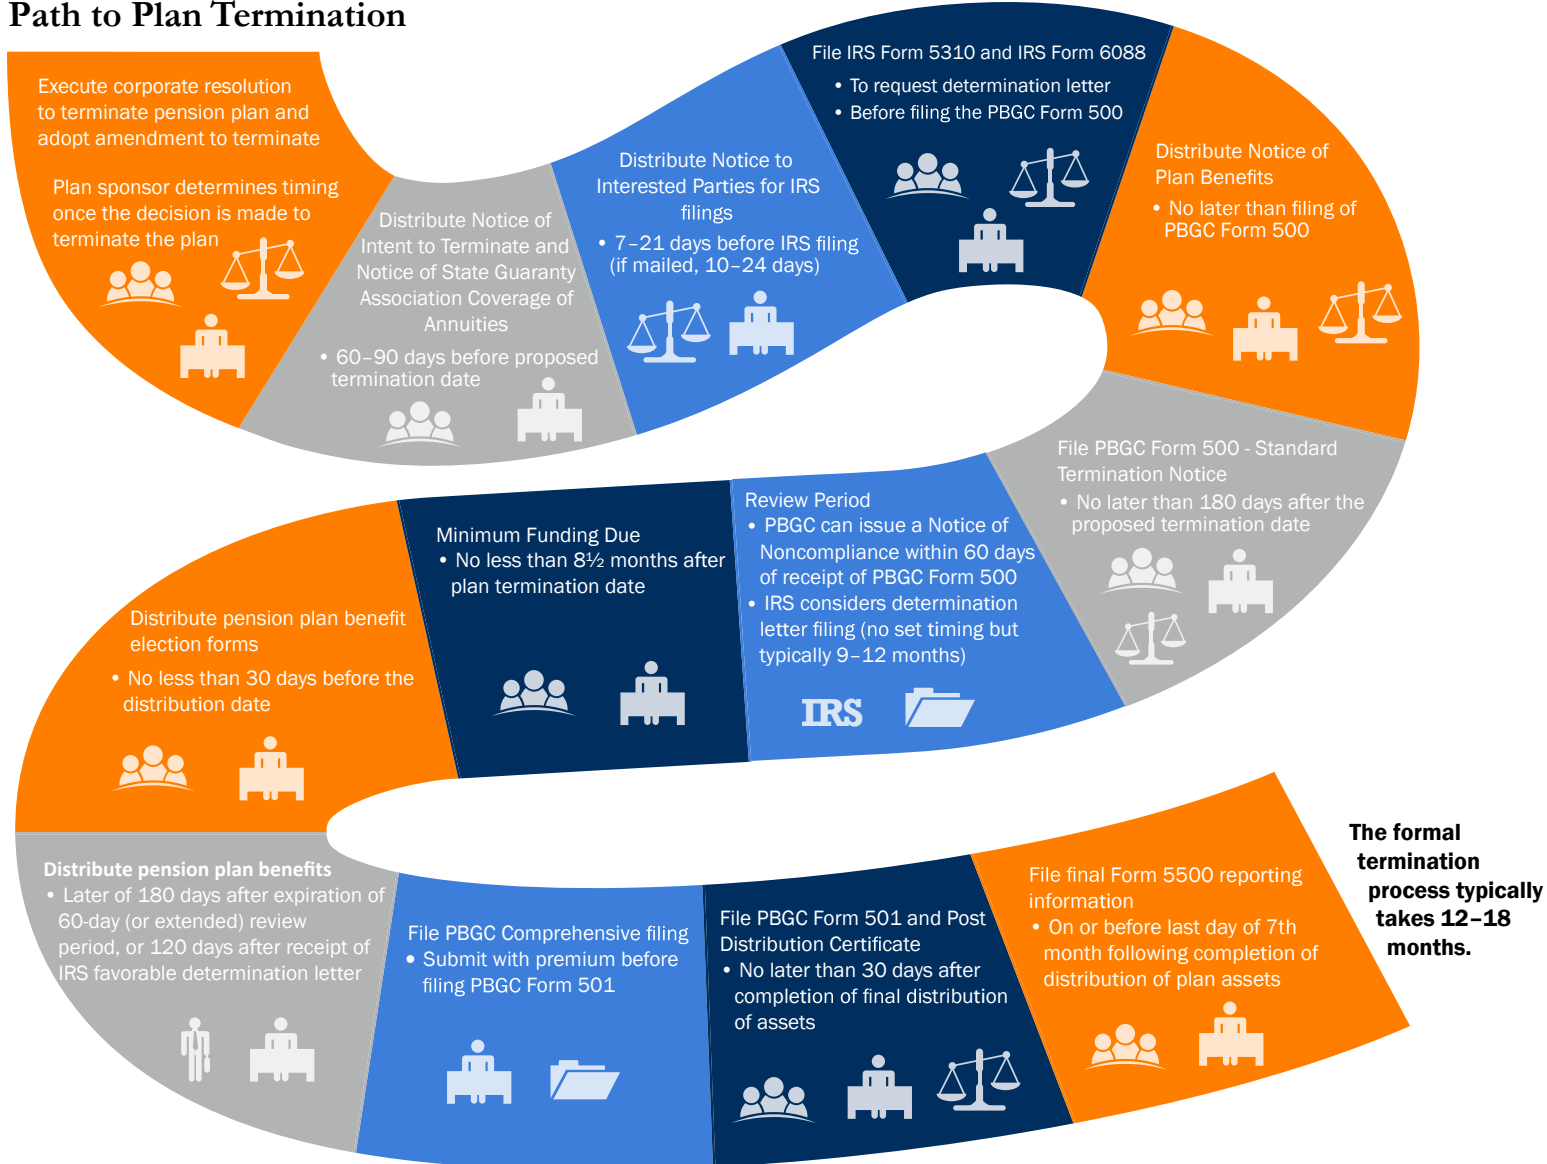 Path to Plan Termination
Execute corporate resolution
to terminate pension plan and
adopt amendment to terminate
Plan sponsor determines timing
once the decision is made to
terminate the plan
Distribute Notice of
Intent to Terminate and
Notice of State Guaranty
Association Coverage of
Annuities
• 60–90 days before proposed
termination date
Distribute Notice to
Interested Parties for IRS
filings
• 7–21 days before IRS filing
(if mailed, 10–24 days)
File IRS Form 5310 and IRS Form 6088
• To request determination letter
• Before filing the PBGC Form 500
Distribute Notice of
Plan Benefits
• No later than filing of
PBGC Form 500
File PBGC Form 500 - Standard
Termination Notice
• No later than 180 days after the
proposed termination date
Review Period
• PBGC can issue a Notice of
Noncompliance within 60 days
of receipt of PBGC Form 500
• IRS considers determination
letter filing (no set timing but
typically 9–12 months)
IRS
Minimum Funding Due
• No less than 8½ months after
plan termination date
Distribute pension plan benefit
election forms
• No less than 30 days before the
distribution date
Distribute pension plan benefits
• Later of 180 days after expiration of
60-day (or extended) review
period, or 120 days after receipt of
IRS favorable determination letter
File PBGC Comprehensive filing
• Submit with premium before
filing PBGC Form 501
File PBGC Form 501 and Post
Distribution Certificate
• No later than 30 days after
completion of final distribution
of assets
File final Form 5500 reporting
information
• On or before last day of 7th
month following completion of
distribution of plan assets
The formal
termination
process typically
takes 12–18
months.